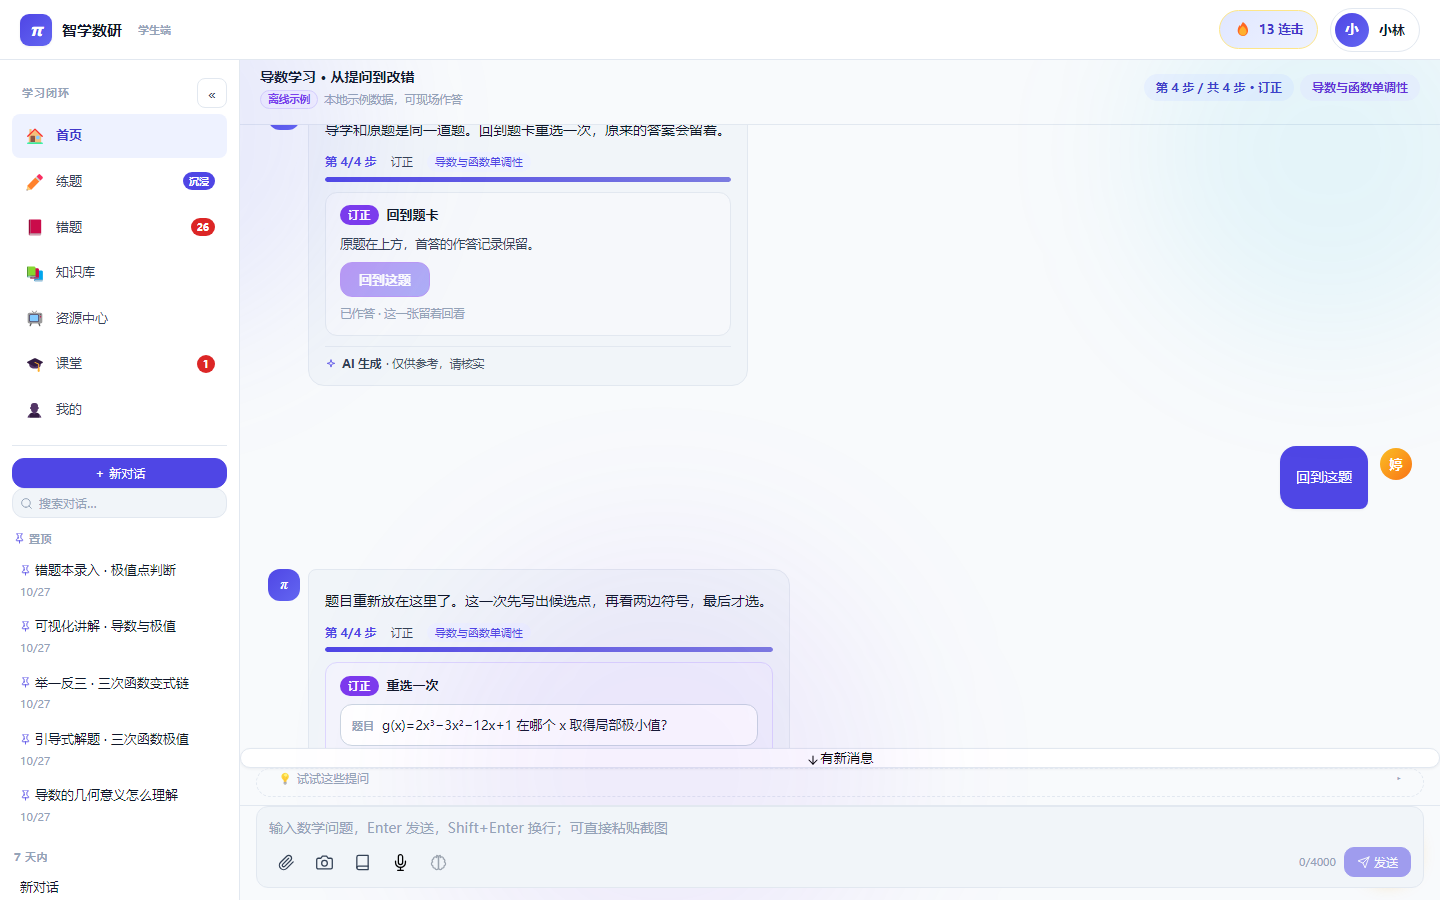 π 智学数研 学生端
13 连击
小 小林
学习闭环
«
首页
练题 沉浸
错题 26
知识库
资源中心
课堂 1
我的
+ 新对话
搜索对话...
置顶
错题本录入 · 极值点判断
10/27
可视化讲解 · 导数与极值
10/27
举一反三 · 三次函数变式链
10/27
引导式解题 · 三次函数极值
10/27
导数的几何意义怎么理解
10/27
7 天内
新对话
导数学习 • 从提问到改错
离线示例 本地示例数据，可现场作答
第 4 步 / 共 4 步 • 订正
导数与函数单调性
导学和原题是同一道题。回到题卡重选一次，原来的答案会留着。
第 4/4 步 订正 导数与函数单调性
订正 回到题卡
原题在上方，首答的作答记录保留。
回到这题
已作答 · 这一张留着回看
AI 生成 · 仅供参考，请核实
回到这题
婷
π
题目重新放在这里了。这一次先写出候选点，再看两边符号，最后才选。
第 4/4 步 订正 导数与函数单调性
订正 重选一次
题目 g(x)=2x³−3x²−12x+1 在哪个 x 取得局部极小值？
↓有新消息
试试这些提问
输入数学问题，Enter 发送，Shift+Enter 换行；可直接粘贴截图
0/4000
发送